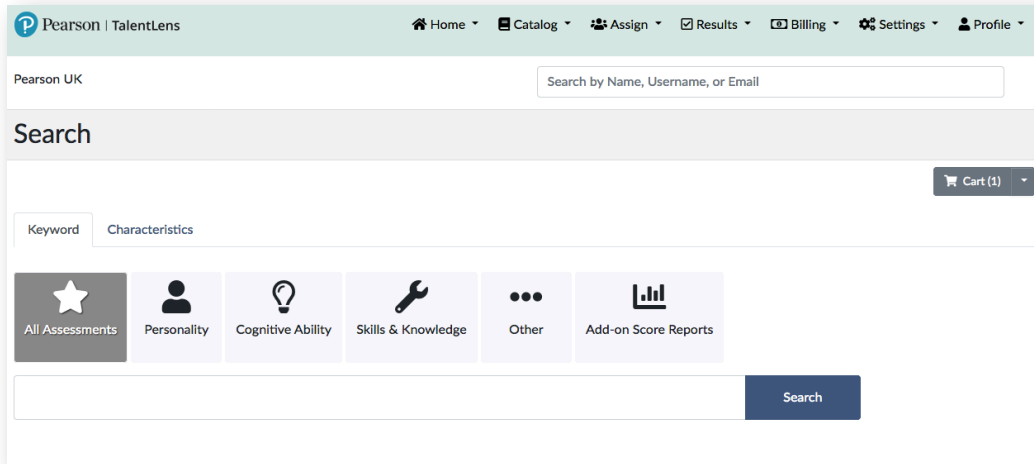 Pearson | TalentLens
Home Catalog Assign Results Billing Settings Profile
Pearson UK
Search by Name, Username, or Email
Search
Cart (1)
Keyword Characteristics
All Assessments Personality Cognitive Ability Skills & Knowledge Other Add-on Score Reports
Search